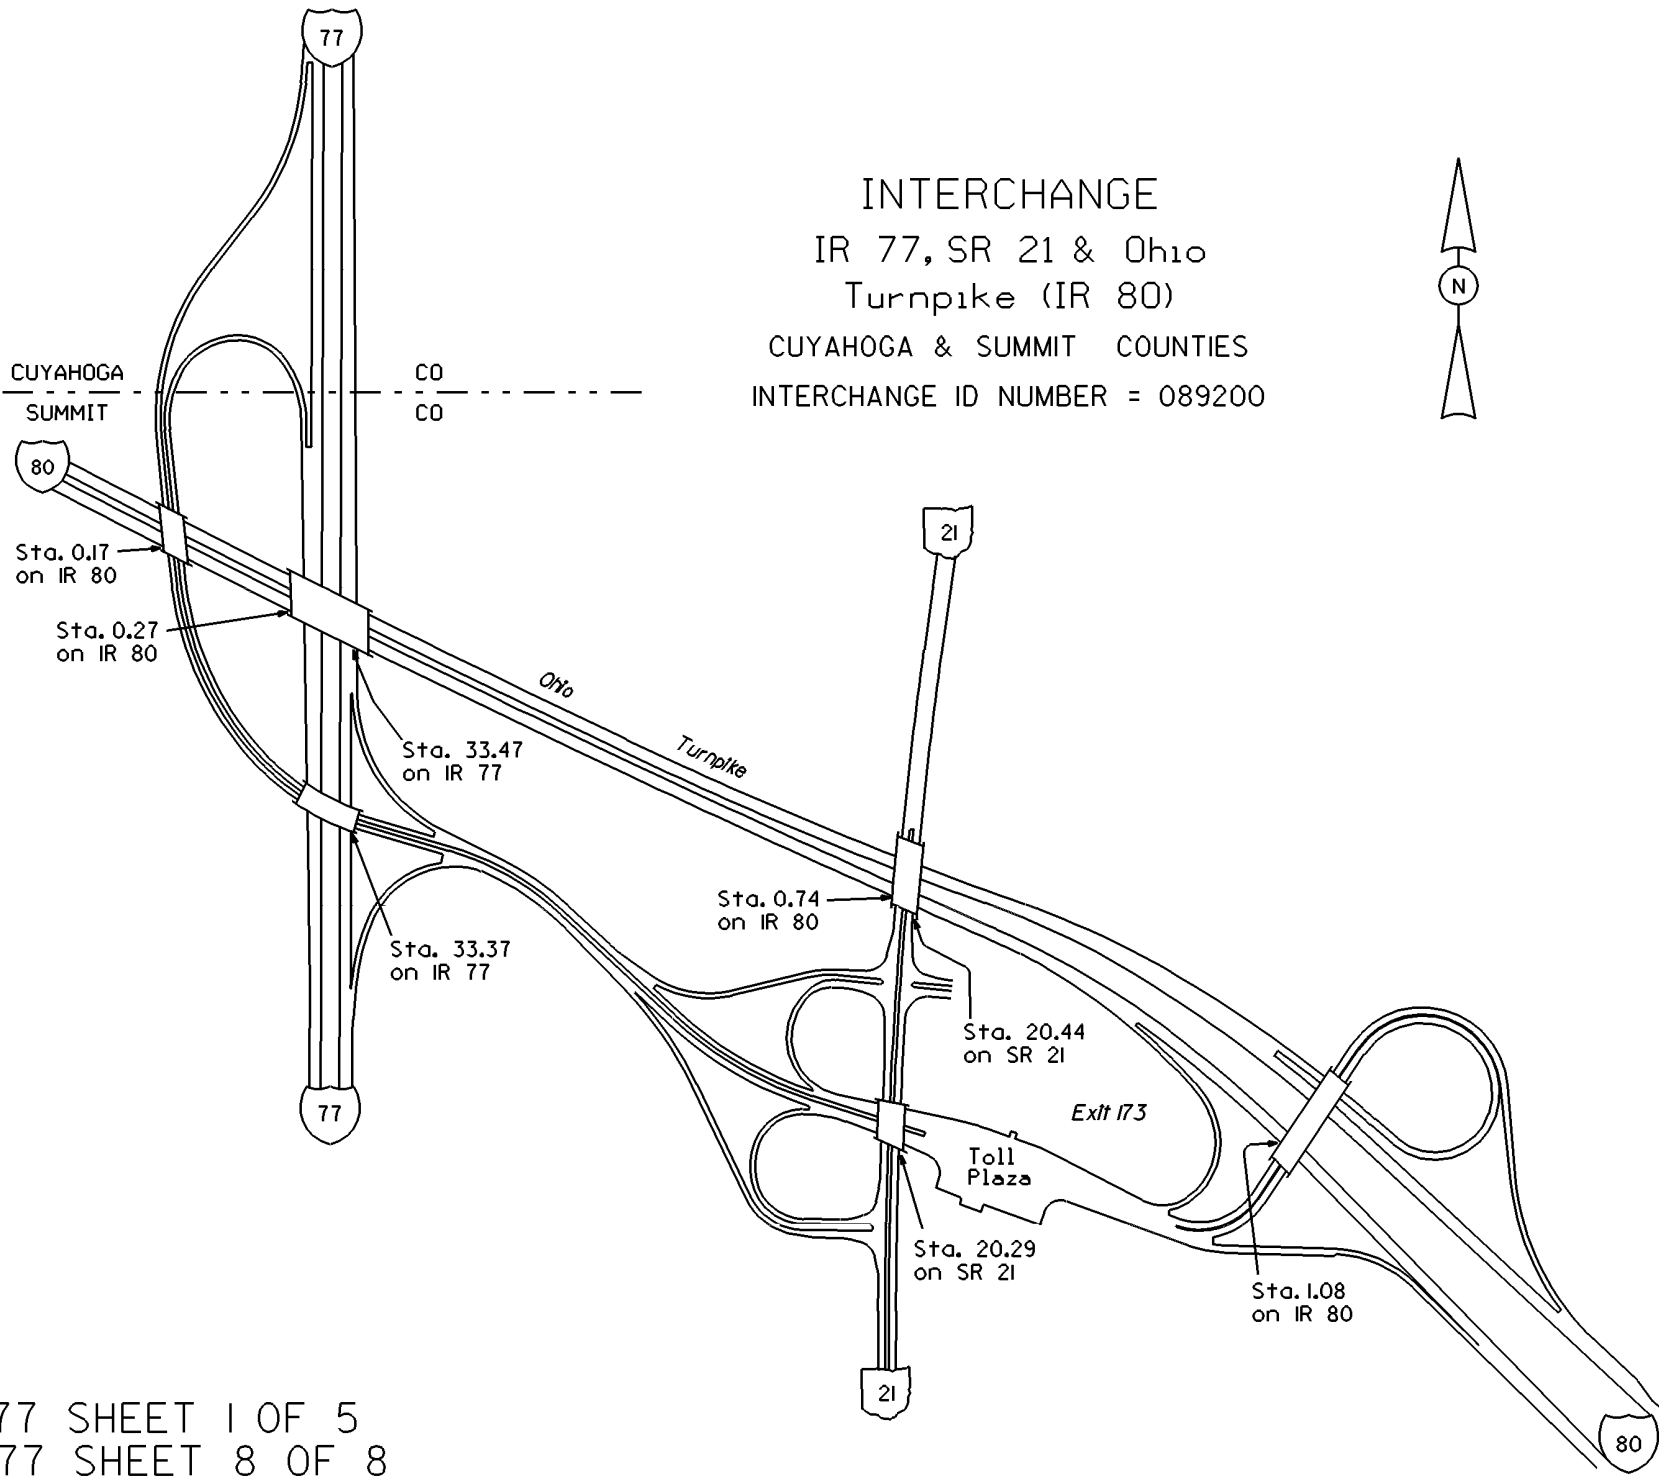 77
INTERCHANGE
IR 77, SR 21 & Ohio
Turnpike (IR 80)
CUYAHOGA & SUMMIT COUNTIES
INTERCHANGE ID NUMBER = 089200
N
CUYAHOGA CO
SUMMIT CO
80
21
Sta. 0.17
on IR 80
Sta. 0.27
on IR 80
Ohio
Turnpike
Sta. 33.47
on IR 77
Sta. 0.74
on IR 80
Sta. 33.37
on IR 77
Sta. 20.44
on SR 21
77
Exit 173
Toll
Plaza
Sta. 20.29
on SR 21
Sta. 1.08
on IR 80
21
80
77 SHEET 1 OF 5
77 SHEET 8 OF 8